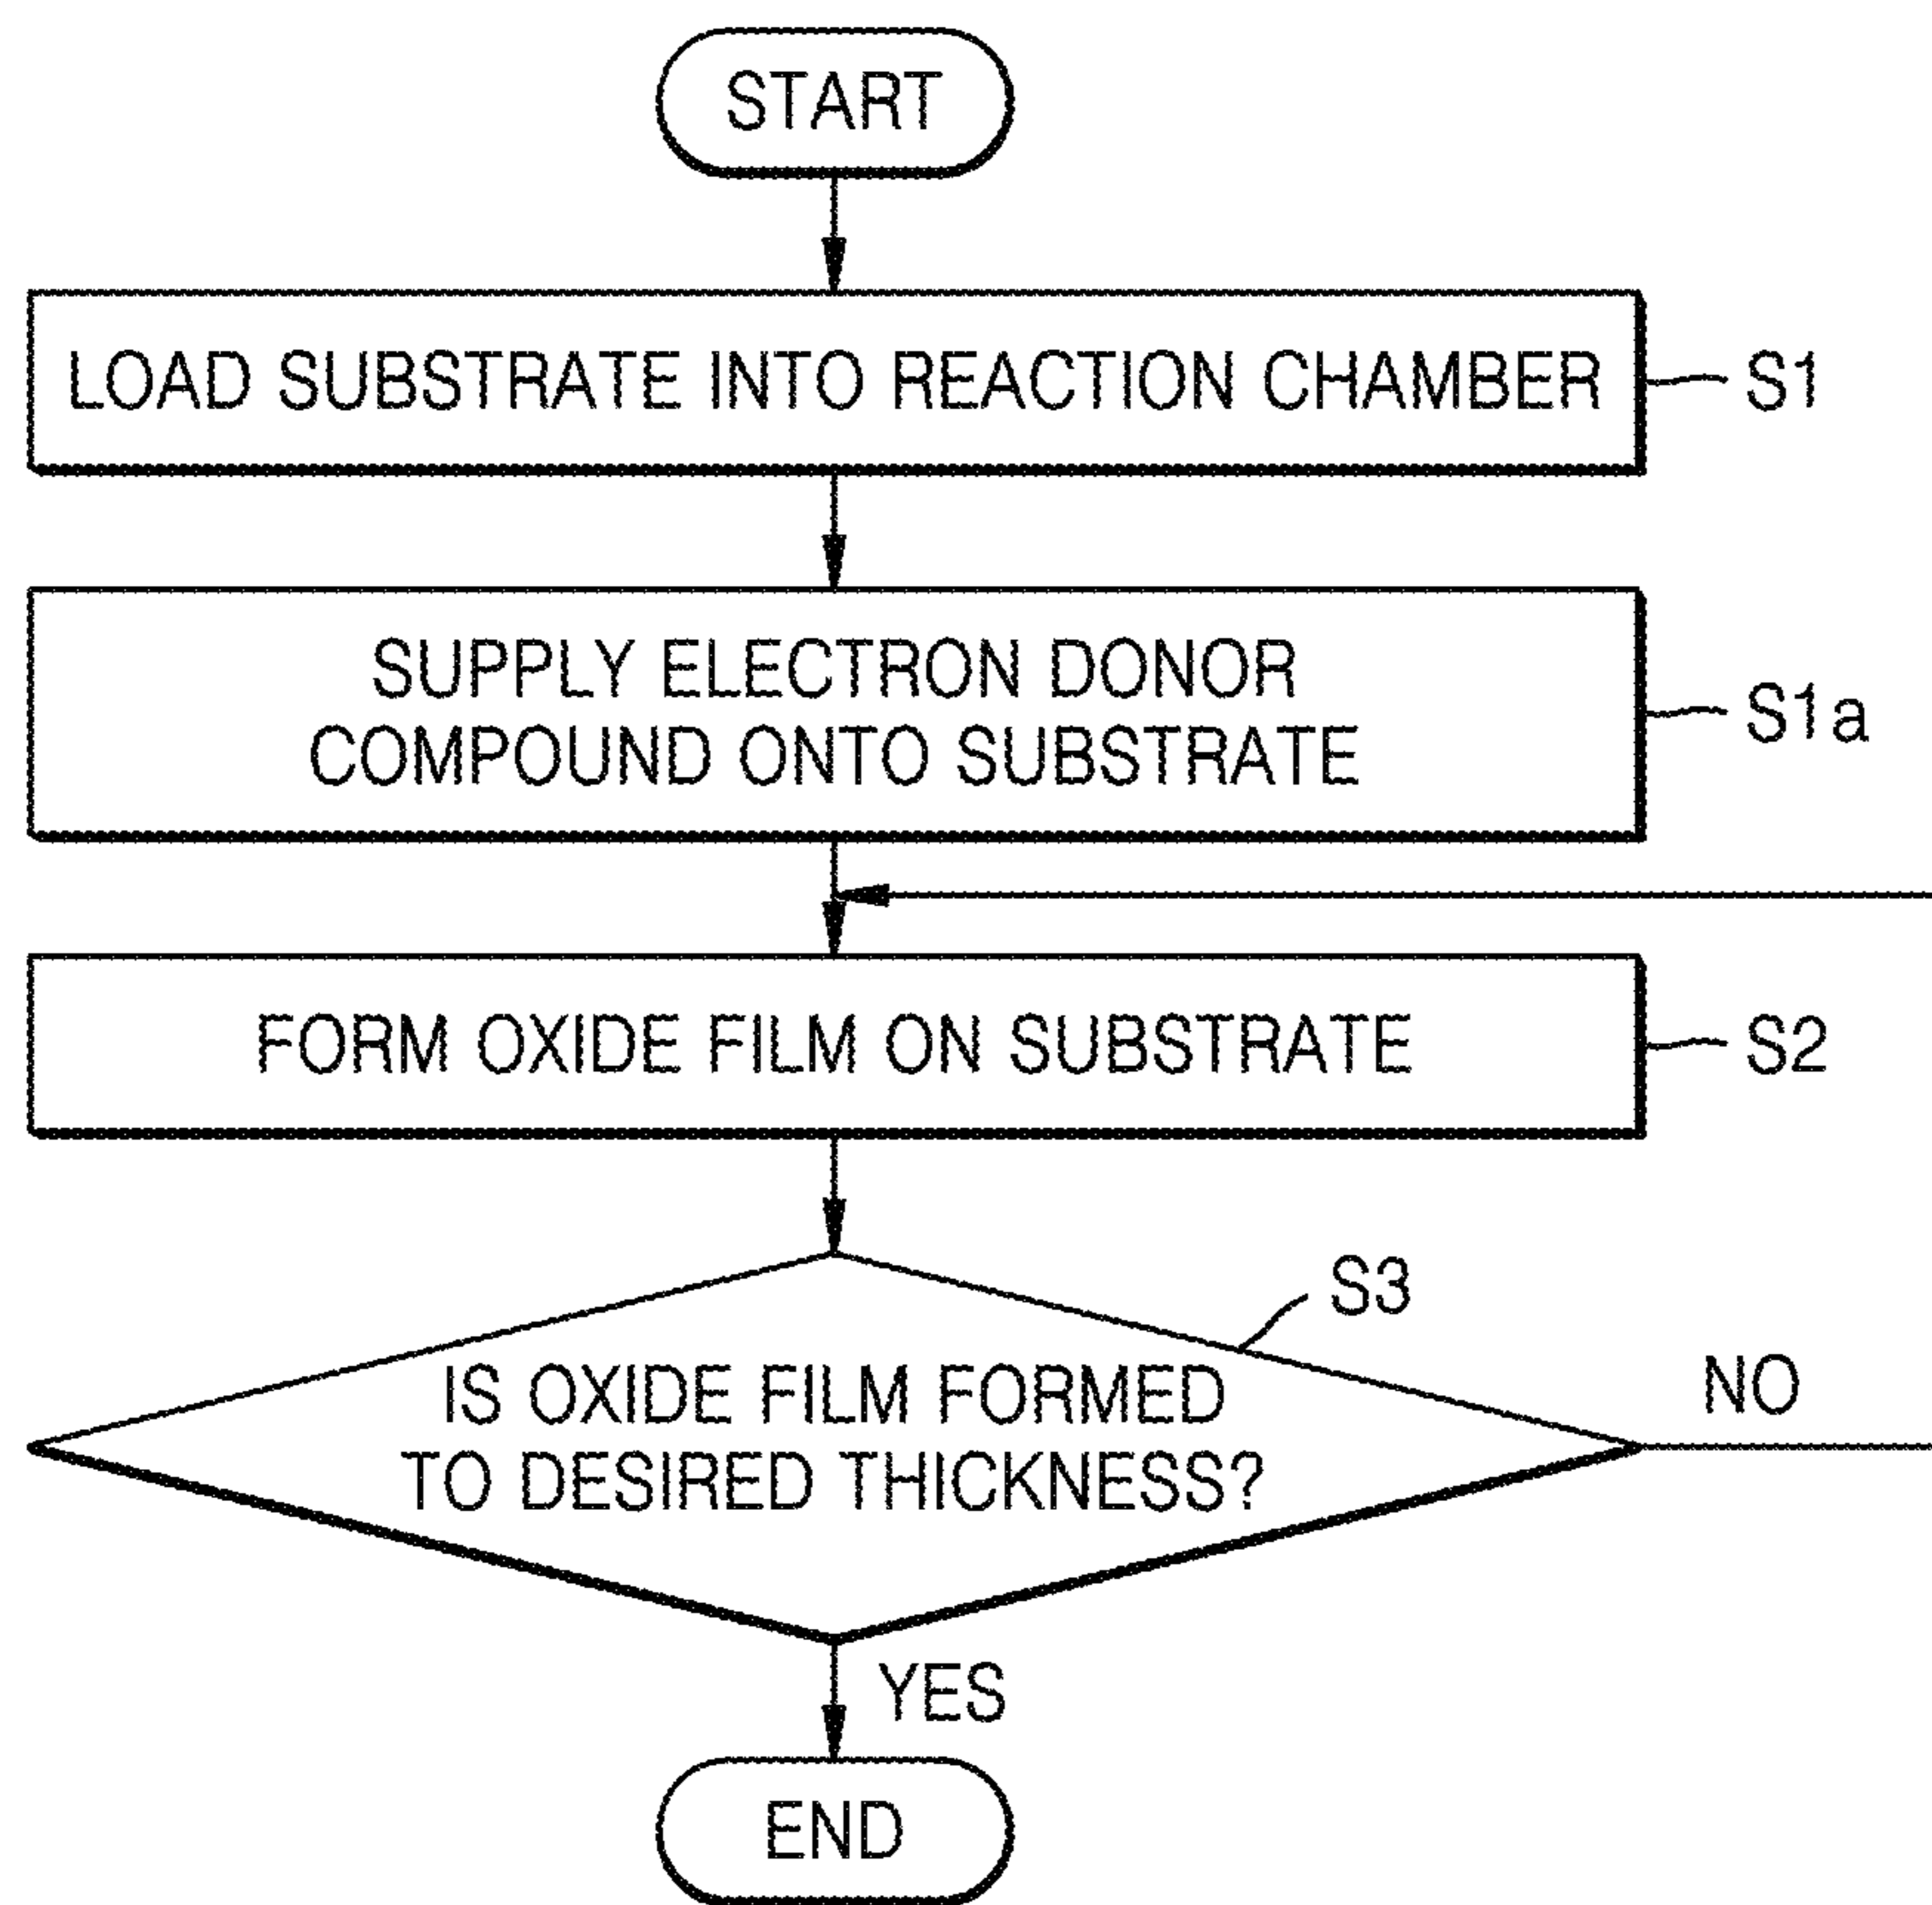 START
LOAD SUBSTRATE INTO REACTION CHAMBER
S1
SUPPLY ELECTRON DONOR
COMPOUND ONTO SUBSTRATE
S1a
FORM OXIDE FILM ON SUBSTRATE
S2
S3
IS OXIDE FILM FORMED
TO DESIRED THICKNESS?
NO
YES
END